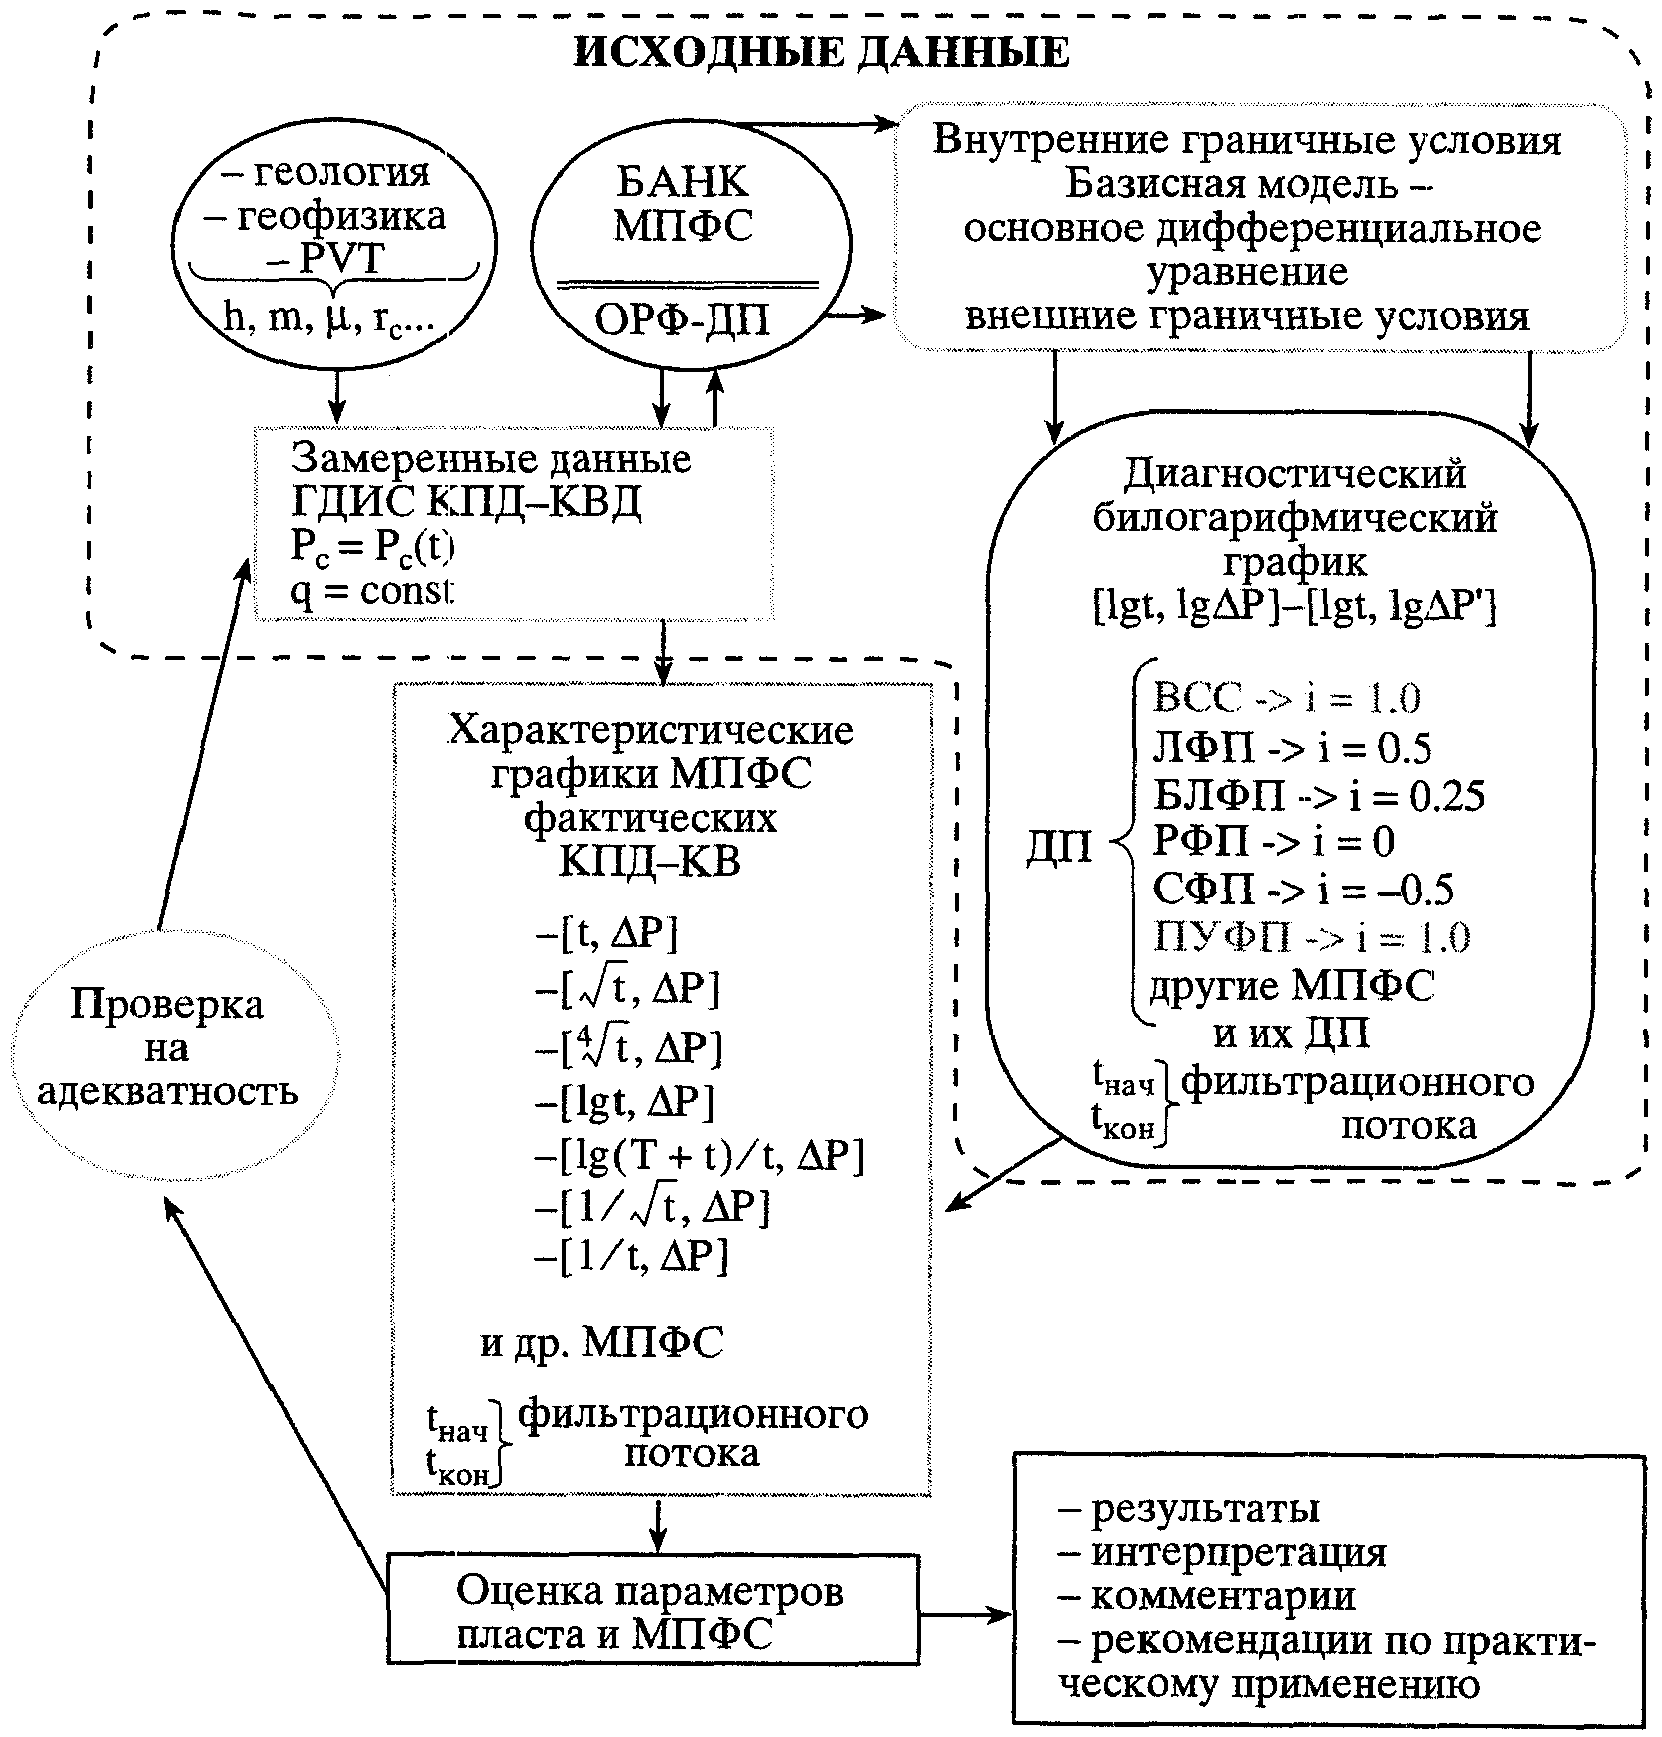 ИСХОДНЫЕ ДАННЫЕ
– геология
– геофизика
– PVT
h, m, μ, r_c...
БАНК
МПФС
ОРФ-ДП
Внутренние граничные условия
Базисная модель –
основное дифференциальное
уравнение
внешние граничные условия
Замеренные данные
ГДИС КПД–КВД
P_c = P_c(t)
q = const
Диагностический
билогарифмический
график
[lgt, lgΔP]–[lgt, lgΔP']
ДП
ВСС -> i = 1.0
ЛФП -> i = 0.5
БЛФП -> i = 0.25
РФП -> i = 0
СФП -> i = –0.5
ПУФП -> i = 1.0
другие МПФС
и их ДП
t_нач
t_кон
фильтрационного
потока
Характеристические
графики МПФС
фактических
КПД–КВ
–[t, ΔP]
–[√t, ΔP]
–[⁴√t, ΔP]
–[lgt, ΔP]
–[lg(T + t)/t, ΔP]
–[1/√t, ΔP]
–[1/t, ΔP]
и др. МПФС
t_нач
t_кон
фильтрационного
потока
Проверка
на
адекватность
Оценка параметров
пласта и МПФС
– результаты
– интерпретация
– комментарии
– рекомендации по практи-
ческому применению